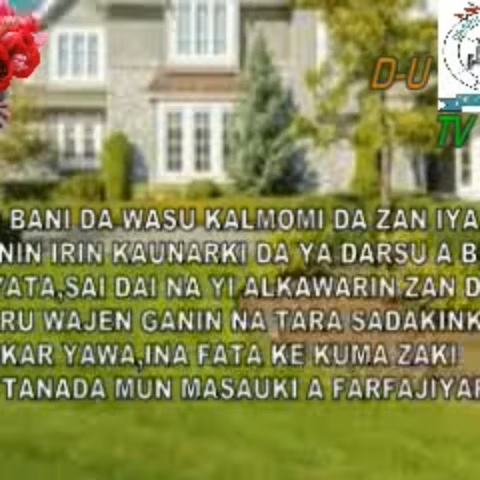 D-U
TV
BANI DA WASU KALMOMI DA ZAN IYA
NIN IRIN KAUNARKI DA YA DARSU A B
YATA,SAI DAI NA YI ALKAWARIN ZAN D
RU WAJEN GANIN NA TARA SADAKINK
KAR YAWA,INA FATA KE KUMA ZAKI
TANADA MUN MASAUKI A FARFAJIYAR